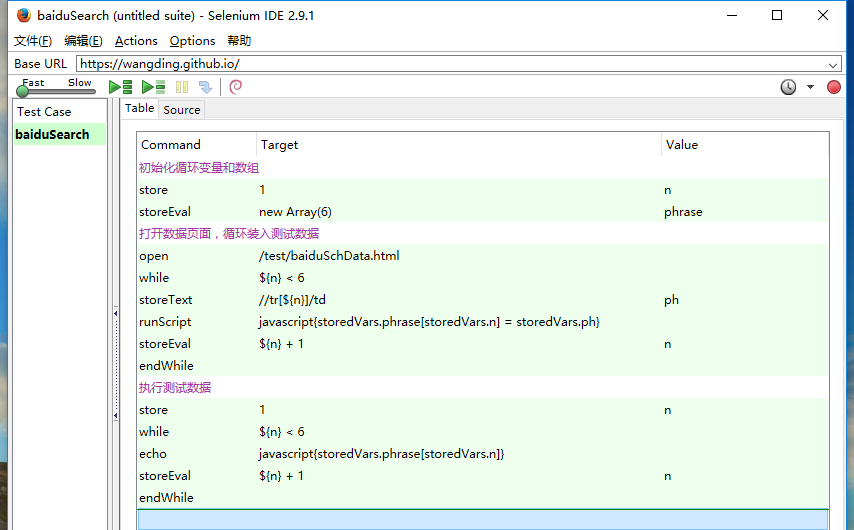 baiduSearch (untitled suite) - Selenium IDE 2.9.1
文件(F) 编辑(E) Actions Options 帮助
Base URL https://wangding.github.io/
Fast Slow
Test Case
baiduSearch
Table Source
Command Target Value
初始化循环变量和数组
store 1 n
storeEval new Array(6) phrase
打开数据页面，循环装入测试数据
open /test/baiduSchData.html
while ${n} < 6
storeText //tr[${n}]/td ph
runScript javascript{storedVars.phrase[storedVars.n] = storedVars.ph}
storeEval ${n} + 1 n
endWhile
执行测试数据
store 1 n
while ${n} < 6
echo javascript{storedVars.phrase[storedVars.n]}
storeEval ${n} + 1 n
endWhile